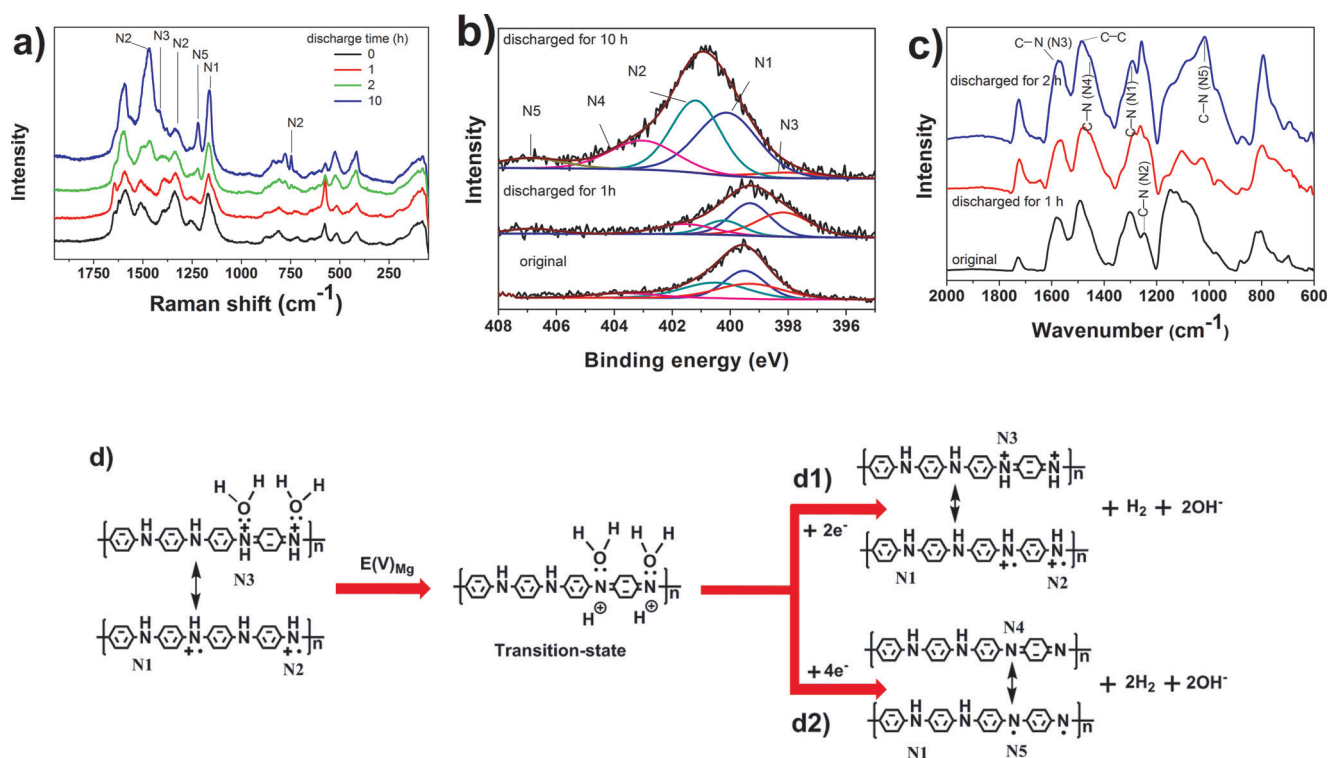 a)
N2
N3
N2
N5
N1
N2
discharge time (h)
0
1
2
10
Intensity
1750
1500
1250
1000
750
500
250
Raman shift (cm⁻¹)
b)
discharged for 10 h
N5
N4
N2
N1
N3
discharged for 1h
original
Intensity
408
406
404
402
400
398
396
Binding energy (eV)
c)
C−N (N3)
C−C
discharged for 2 h
C−N (N4)
C−N (N1)
C−N (N5)
C−N (N2)
discharged for 1 h
original
Intensity
2000
1800
1600
1400
1200
1000
800
600
Wavenumber (cm⁻¹)
d)
H H H H
O O
H H + +
N N N N n
H H
N3
H H H H
N N N N n
+• +•
N1 N2
E(V)Mg
H H H H
O O
H H
N N N N n
H⊕ H⊕
Transition-state
d1)
+ 2e⁻
N3
H H + +
N N N N n
H H
+ H₂ + 2OH⁻
H H H H
N N N N n
+• +•
N1 N2
+4e⁻
d2)
N4
H H
N N N N n
+ 2H₂ + 2OH⁻
H H
N N N N n
• •
N1 N5